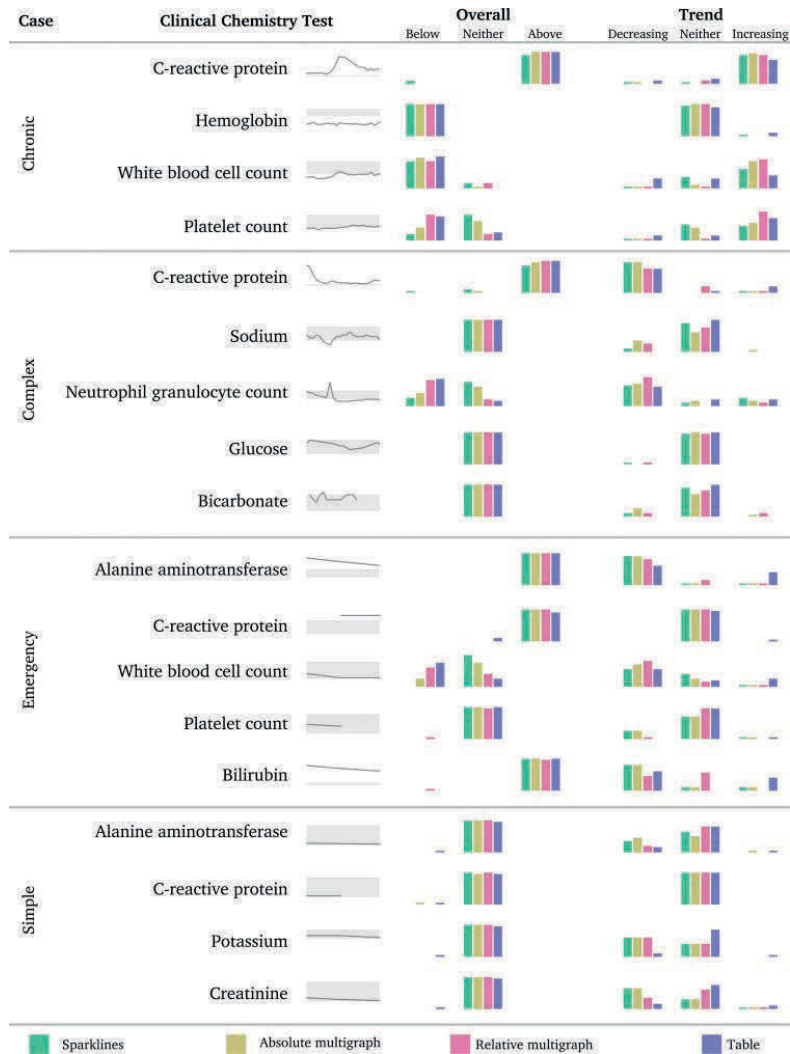 Case Clinical Chemistry Test Overall Trend
Below Neither Above Decreasing Neither Increasing
Chronic
C-reactive protein
Hemoglobin
White blood cell count
Platelet count
Complex
C-reactive protein
Sodium
Neutrophil granulocyte count
Glucose
Bicarbonate
Emergency
Alanine aminotransferase
C-reactive protein
White blood cell count
Platelet count
Bilirubin
Simple
Alanine aminotransferase
C-reactive protein
Potassium
Creatinine
Sparklines Absolute multigraph Relative multigraph Table